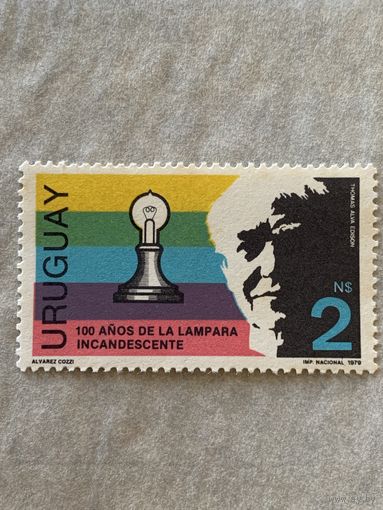 URUGUAY
THOMAS ALVA EDISON
N$
2
100 AÑOS DE LA LAMPARA
INCANDESCENTE
ALVAREZ COZZI
IMP. NACIONAL 1979